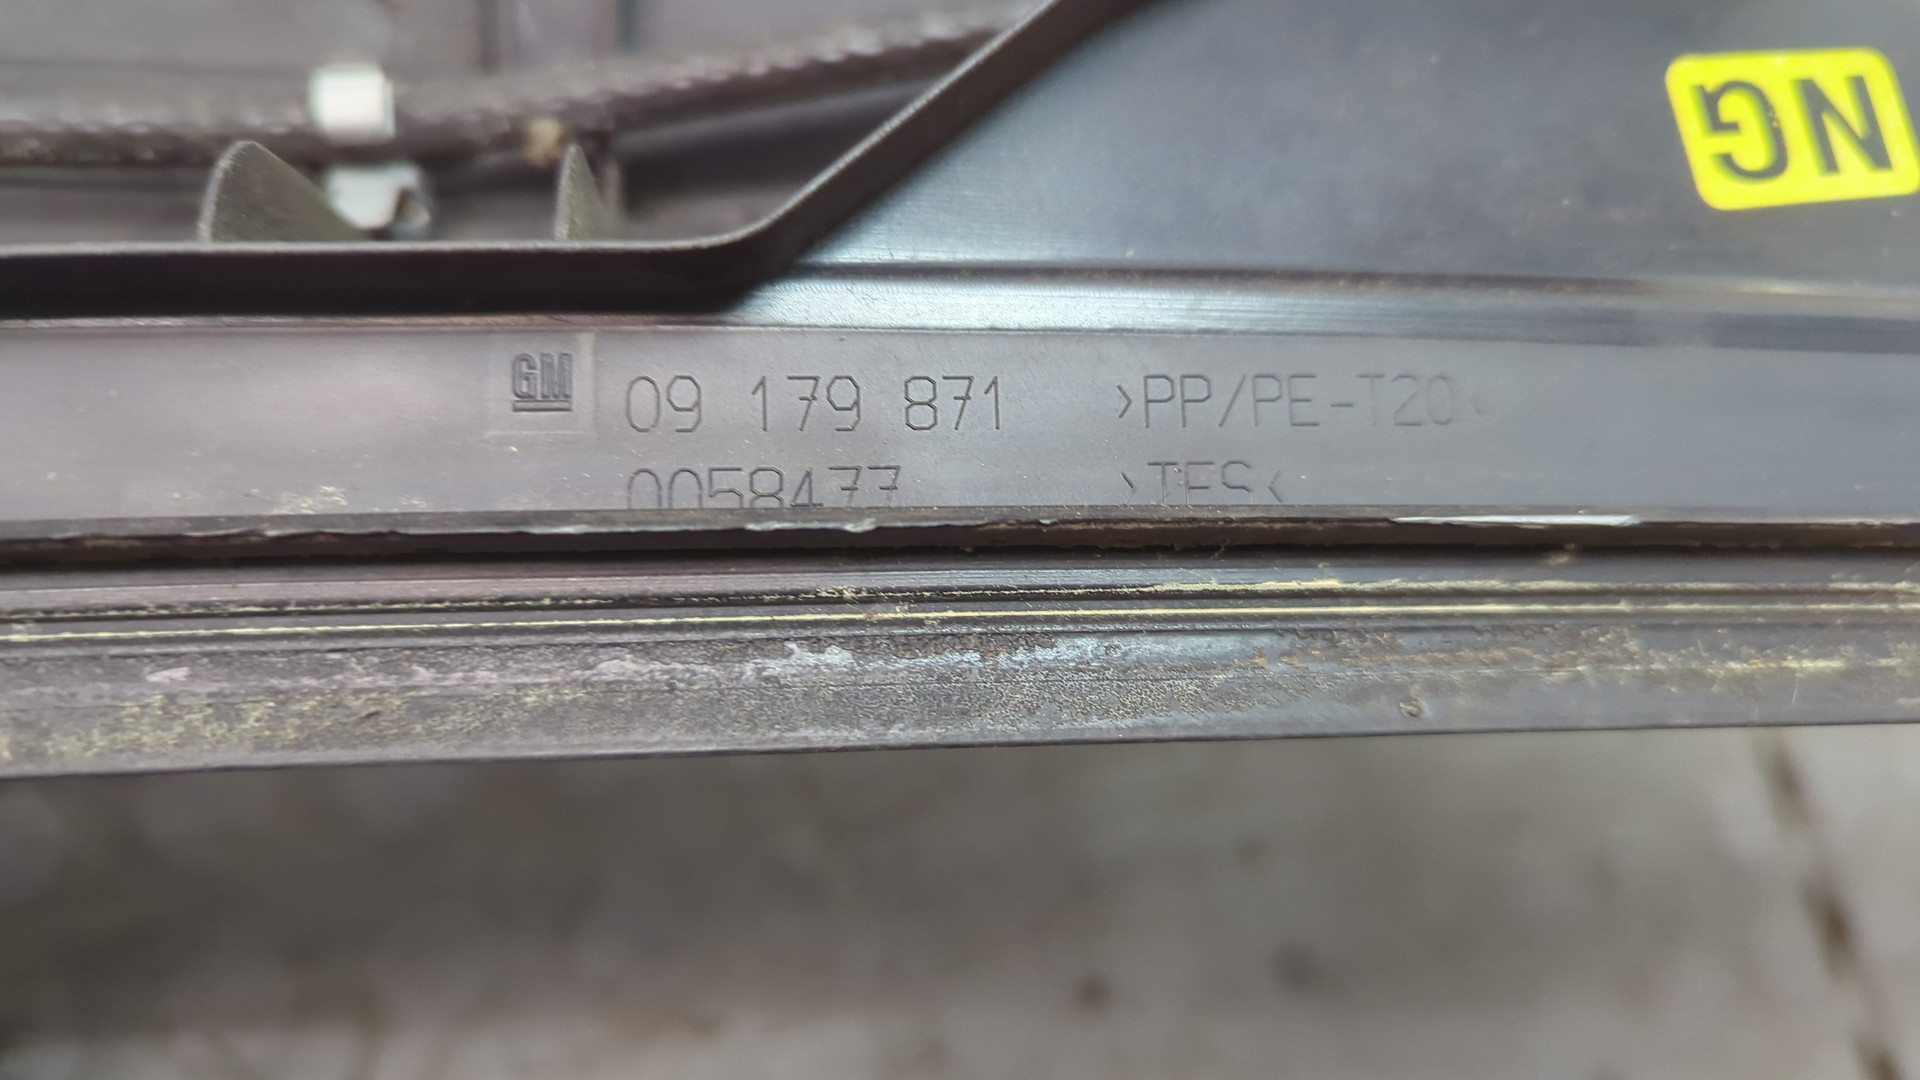 NG
GM 09 179 871 >PP/PE-T20<
0058477 >TES<